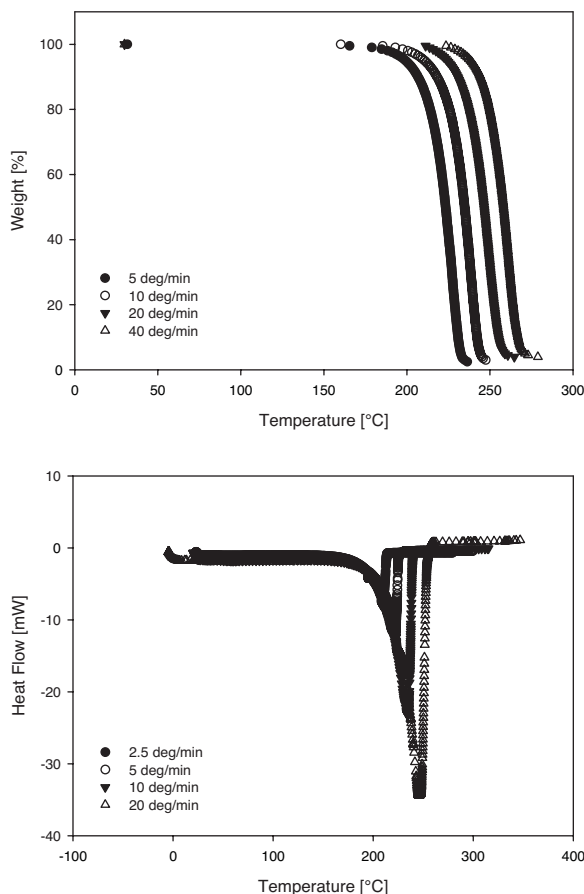 100
80
60
40
20
0
Weight [%]
5 deg/min
10 deg/min
20 deg/min
40 deg/min
0 50 100 150 200 250 300
Temperature [°C]
10
0
-10
-20
-30
-40
Heat Flow [mW]
2.5 deg/min
5 deg/min
10 deg/min
20 deg/min
-100 0 100 200 300 400
Temperature [°C]